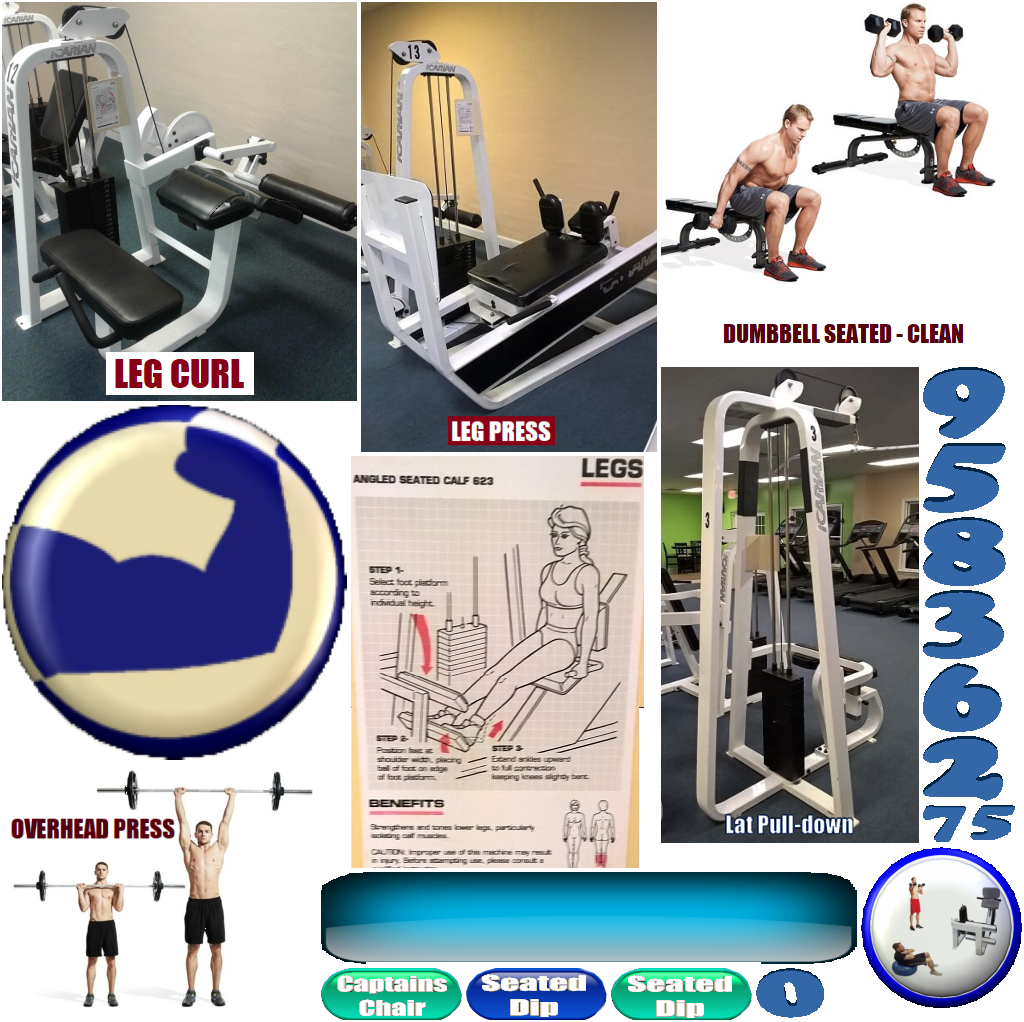 12
ICARIAN
ICARIAN
LEG CURL
13
ICARIAN
ICARIAN
LEG PRESS
DUMBBELL SEATED - CLEAN
LEGS
ANGLED SEATED CALF 623
STEP 1-
Select foot platform
according to
individual height.
STEP 2-
Position feet at
shoulder width, placing
ball of foot on edge
of foot platform.
STEP 3-
Extend ankles upward
to full contraction
keeping knees slightly bent.
BENEFITS
Strengthens and tones lower legs, particularly
isolating calf muscles.
CAUTION: Improper use of this machine may result
in injury. Before attempting use, please consult a
3
ICARIAN
3
ICARIAN
Lat Pull-down
9
5
8
3
6
2
75
OVERHEAD PRESS
Captains
Chair
Seated
Dip
Seated
Dip
0